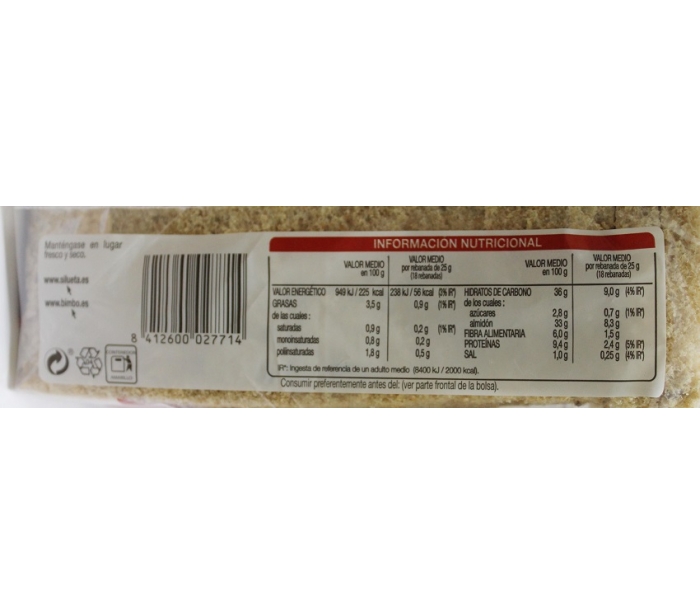 Manténgase en lugar
fresco y seco.
www.silueta.es
www.bimbo.es
8 412600 027714
INFORMACIÓN NUTRICIONAL
VALOR MEDIO
en 100 g
VALOR MEDIO
por rebanada de 25 g
(18 rebanadas)
VALOR ENERGÉTICO 949 kJ / 225 kcal 238 kJ / 56 kcal (3% IR*)
GRASAS 3,5 g 0,9 g (1% IR*)
de las cuales :
saturadas 0,9 g 0,2 g (1% IR*)
monoinsaturadas 0,8 g 0,2 g
poliinsaturadas 1,8 g 0,5 g
VALOR MEDIO
en 100 g
VALOR MEDIO
por rebanada de 25 g
(18 rebanadas)
HIDRATOS DE CARBONO 36 g 9,0 g (4% IR*)
de los cuales :
azúcares 2,8 g 0,7 g (1% IR*)
almidón 33 g 8,3 g
FIBRA ALIMENTARIA 6,0 g 1,5 g
PROTEÍNAS 9,4 g 2,4 g (5% IR*)
SAL 1,0 g 0,25 g (4% IR*)
IR*: Ingesta de referencia de un adulto medio (8400 kJ / 2000 kcal).
Consumir preferentemente antes del: (ver parte frontal de la bolsa).